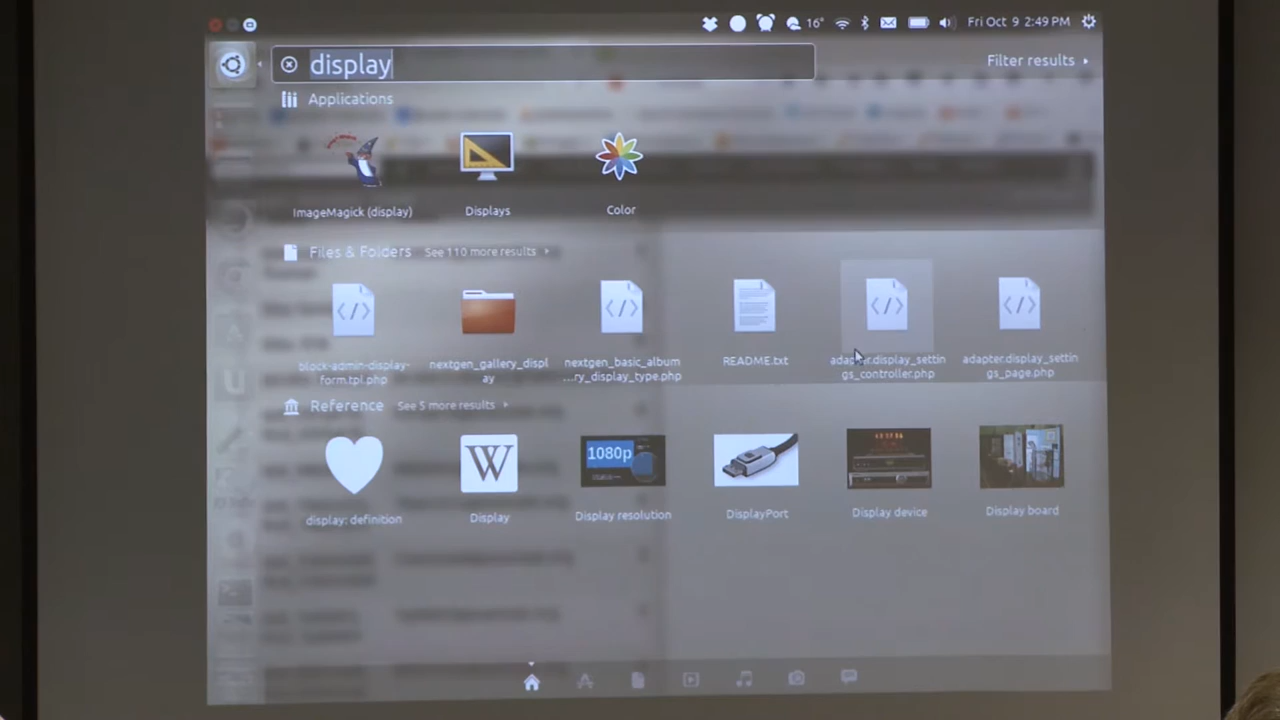 16° Fri Oct 9 2:49 PM
display
Filter results
Applications
ImageMagick (display) Displays Color
Files & Folders See 110 more results
block-admin-display-
form.tpl.php
nextgen_gallery_displ
ay
nextgen_basic_album
...ry_display_type.php
README.txt
adapter.display_settin
gs_controller.php
adapter.display_settin
gs_page.php
Reference See 5 more results
W
1080p
display: definition Display Display resolution DisplayPort Display device Display board